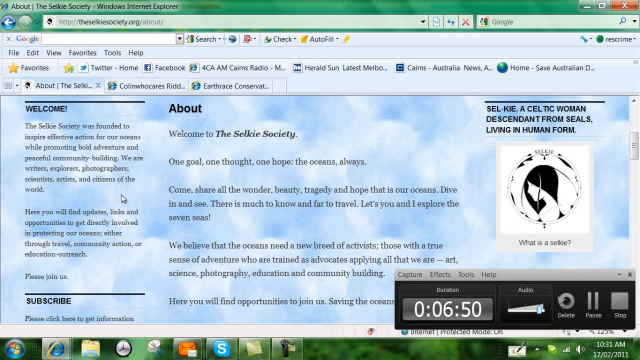 About | The Selkie Society - Windows Internet Explorer
http://theselkiesociety.org/about/
Google
Google
Search
Check
AutoFill
rescrime
File Edit View Favorites Tools Help
Favorites
Twitter - Home
Facebook
4CA AM Cairns Radio - M...
Herald Sun Latest Melbo...
Cairns - Australia News, A...
Home - Save Australian D...
About | The Selki...
Colinwhocares Ridd...
Earthrace Conservat...
WELCOME!
The Selkie Society was founded to
inspire effective action for our oceans
while promoting bold adventure and
peaceful community-building. We are
writers, explorers, photographers,
scientists, artists, and citizens of the
world.
Here you will find updates, links and
opportunities to get directly involved
in protecting our oceans; either
through travel, community action, or
education-outreach.
Please join us.
SUBSCRIBE
Please click here to get information
About
Welcome to The Selkie Society.
One goal, one thought, one hope: the oceans, always.
Come, share all the wonder, beauty, tragedy and hope that is our oceans. Dive
in and see. There is much to know and far to travel. Let's you and I explore the
seven seas!
We believe that the oceans need a new breed of activists; those with a true
sense of adventure who are trained as advocates applying all that we are — art,
science, photography, education and community building.
Here you will find opportunities to join us. Saving the oceans
SEL·KIE. A CELTIC WOMAN
DESCENDANT FROM SEALS,
LIVING IN HUMAN FORM.
SELKIE
What is a selkie?
Capture Effects Tools Help
Duration
0:06:50
Audio
Delete
Pause
Stop
Internet | Protected Mode: On
125%
10:31 AM
17/02/2011